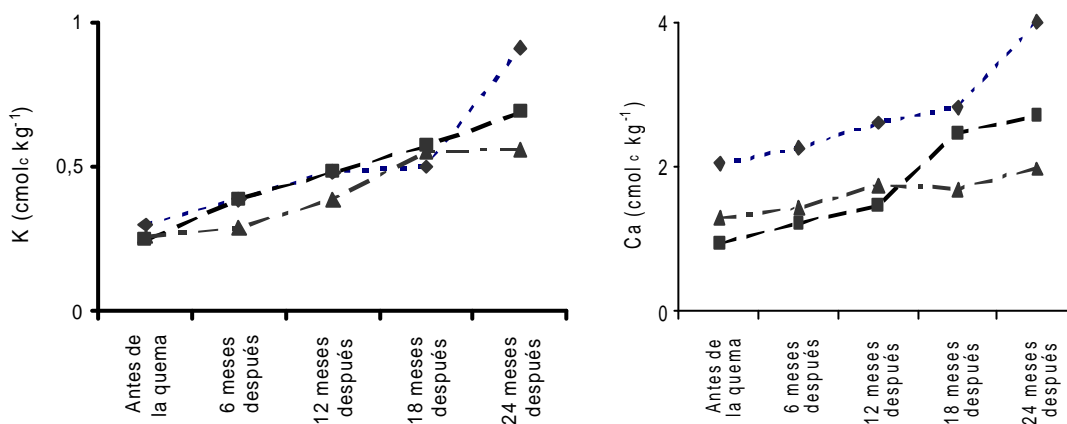 1
0,5
0
K (cmolc kg-1)
Antes de
la quema
6 meses
después
12 meses
después
18 meses
después
24 meses
después
4
2
0
Ca (cmol c kg-1)
Antes de
la quema
6 meses
después
12 meses
después
18 meses
después
24 meses
después